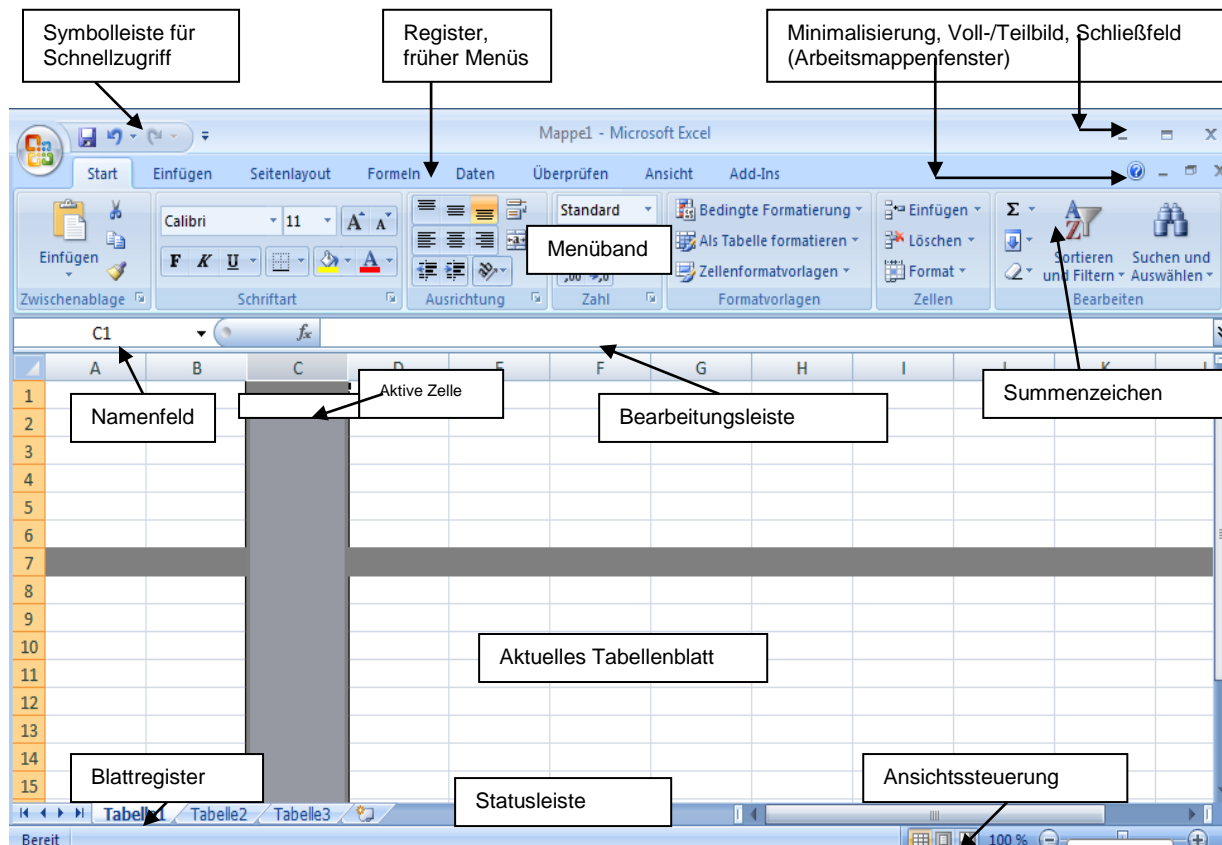 Symbolleiste für
Schnellzugriff
Register,
früher Menüs
Minimalisierung, Voll-/Teilbild, Schließfeld
(Arbeitsmappenfenster)
Mappe1 - Microsoft Excel
Start Einfügen Seitenlayout Formeln Daten Überprüfen Ansicht Add-Ins
Calibri 11 A A Standard Bedingte Formatierung Einfügen Σ
Als Tabelle formatieren Löschen
Einfügen F K U A Menüband Sortieren Suchen und
Zellenformatvorlagen Format und Filtern Auswählen
Zwischenablage Schriftart Ausrichtung Zahl Formatvorlagen Zellen Bearbeiten
C1 fx
A B C F G H I
1 Aktive Zelle
Namenfeld Bearbeitungsleiste Summenzeichen
2
3
4
5
6
7
8
9
10 Aktuelles Tabellenblatt
11
12
13
14
Blattregister Ansichtssteuerung
15
Statusleiste
Tabelle1 Tabelle2 Tabelle3
Bereit 100 %